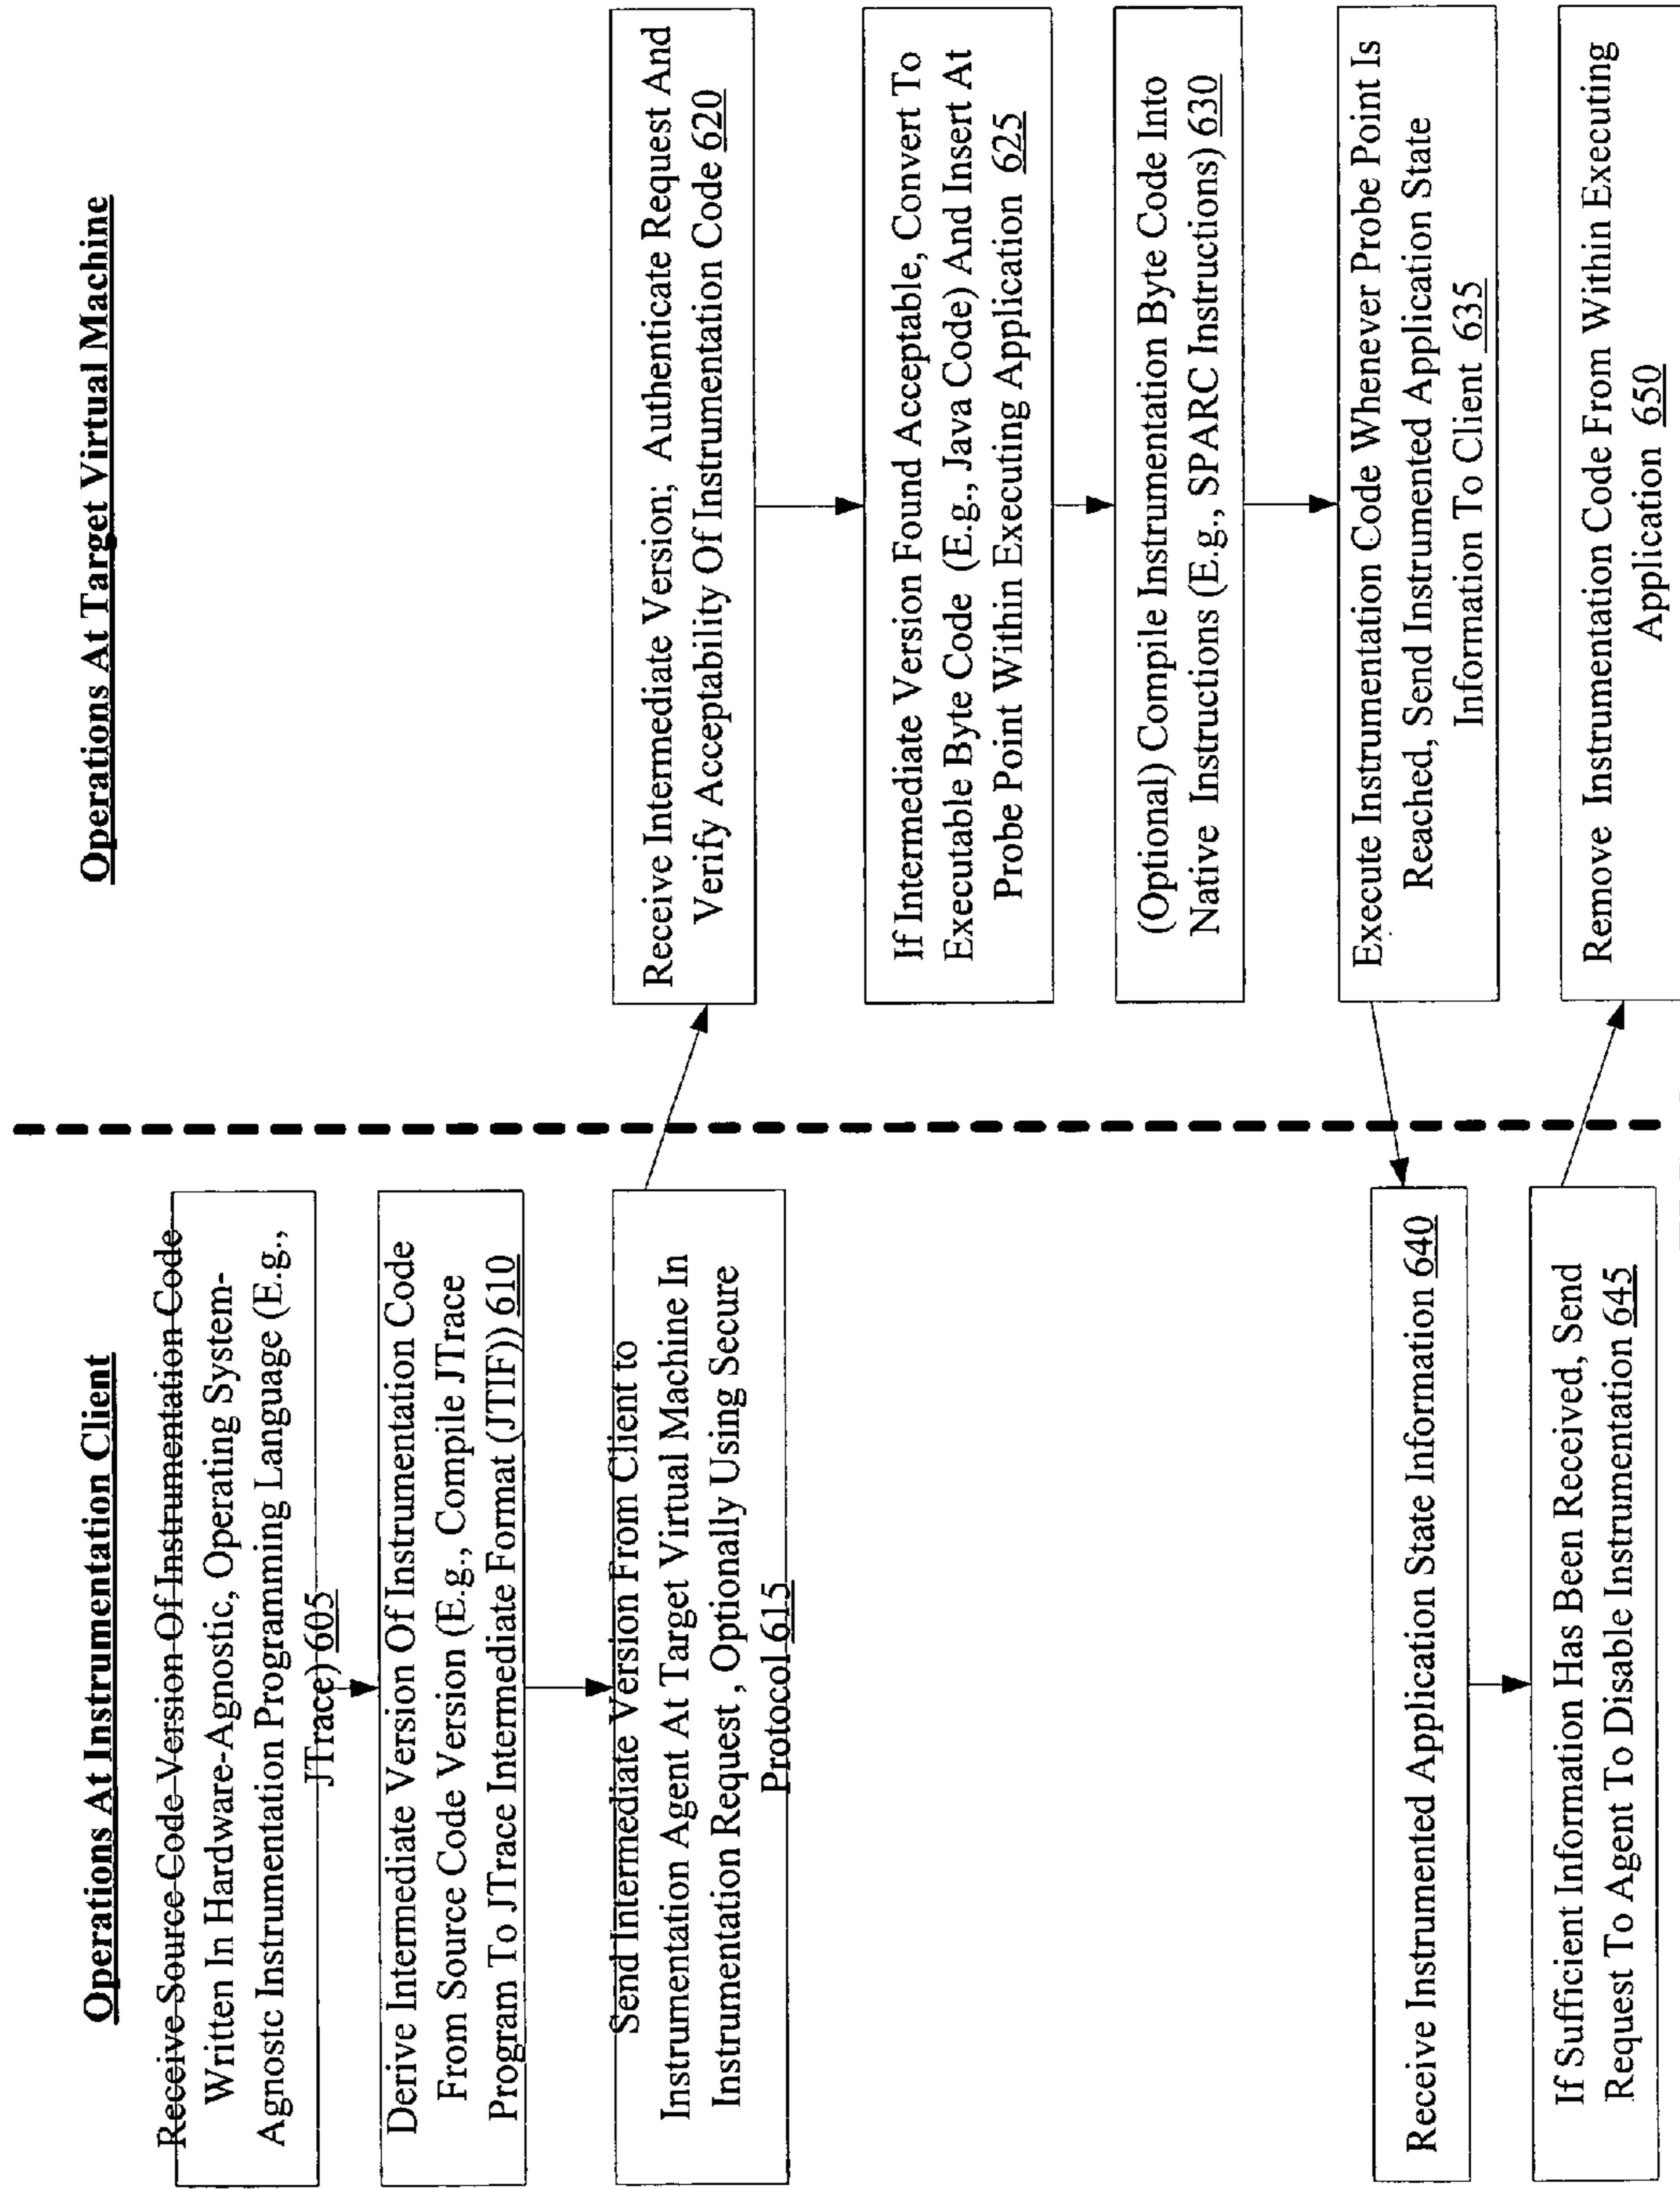 Operations At Instrumentation Client
Receive Source Code Version Of Instrumentation Code
Written In Hardware-Agnostic, Operating System-
Agnostc Instrumentation Programming Language (E.g.,
JTrace) 605
Derive Intermediate Version Of Instrumentation Code
From Source Code Version (E.g., Compile JTrace
Program To JTrace Intermediate Format (JTIF)) 610
Send Intermediate Version From Client to
Instrumentation Agent At Target Virtual Machine In
Instrumentation Request , Optionally Using Secure
Protocol 615
Receive Instrumented Application State Information 640
If Sufficient Information Has Been Received, Send
Request To Agent To Disable Instrumentation 645
Operations At Target Virtual Machine
Receive Intermediate Version; Authenticate Request And
Verify Acceptability Of Instrumentation Code 620
If Intermediate Version Found Acceptable, Convert To
Executable Byte Code (E.g., Java Code) And Insert At
Probe Point Within Executing Application 625
(Optional) Compile Instrumentation Byte Code Into
Native Instructions (E.g., SPARC Instructions) 630
Execute Instrumentation Code Whenever Probe Point Is
Reached, Send Instrumented Application State
Information To Client 635
Remove Instrumentation Code From Within Executing
Application 650